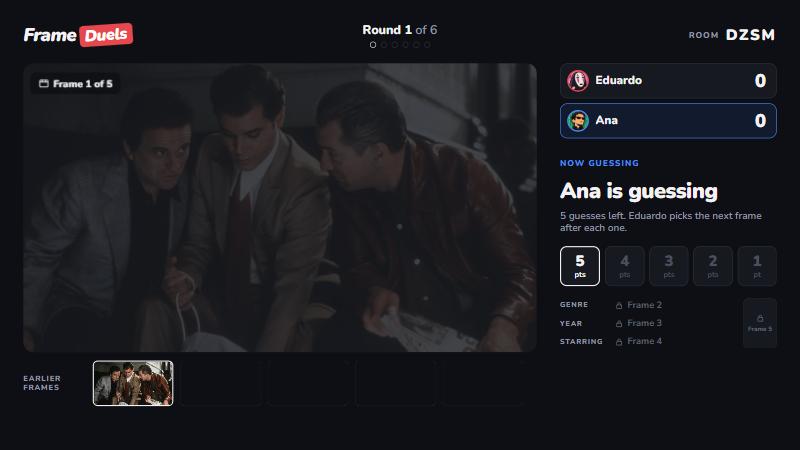 Frame Duels
Round 1 of 6
ROOM DZSM
Frame 1 of 5
Eduardo 0
Ana 0
NOW GUESSING
Ana is guessing
5 guesses left. Eduardo picks the next frame
after each one.
5 4 3 2 1
pts pts pts pts pt
GENRE Frame 2
YEAR Frame 3
STARRING Frame 4
Frame 5
EARLIER
FRAMES